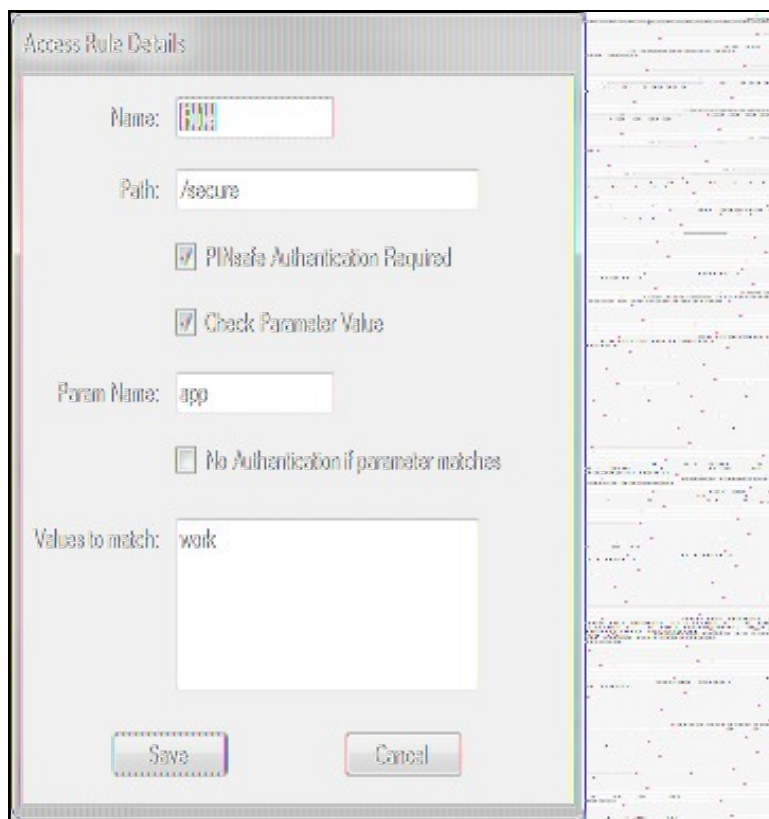 Access Rule Details
Name:
Path: /secure
PINsafe Authentication Required
Check Parameter Value
Param Name: app
No Authentication if parameter matches
Values to match: work
Save Cancel